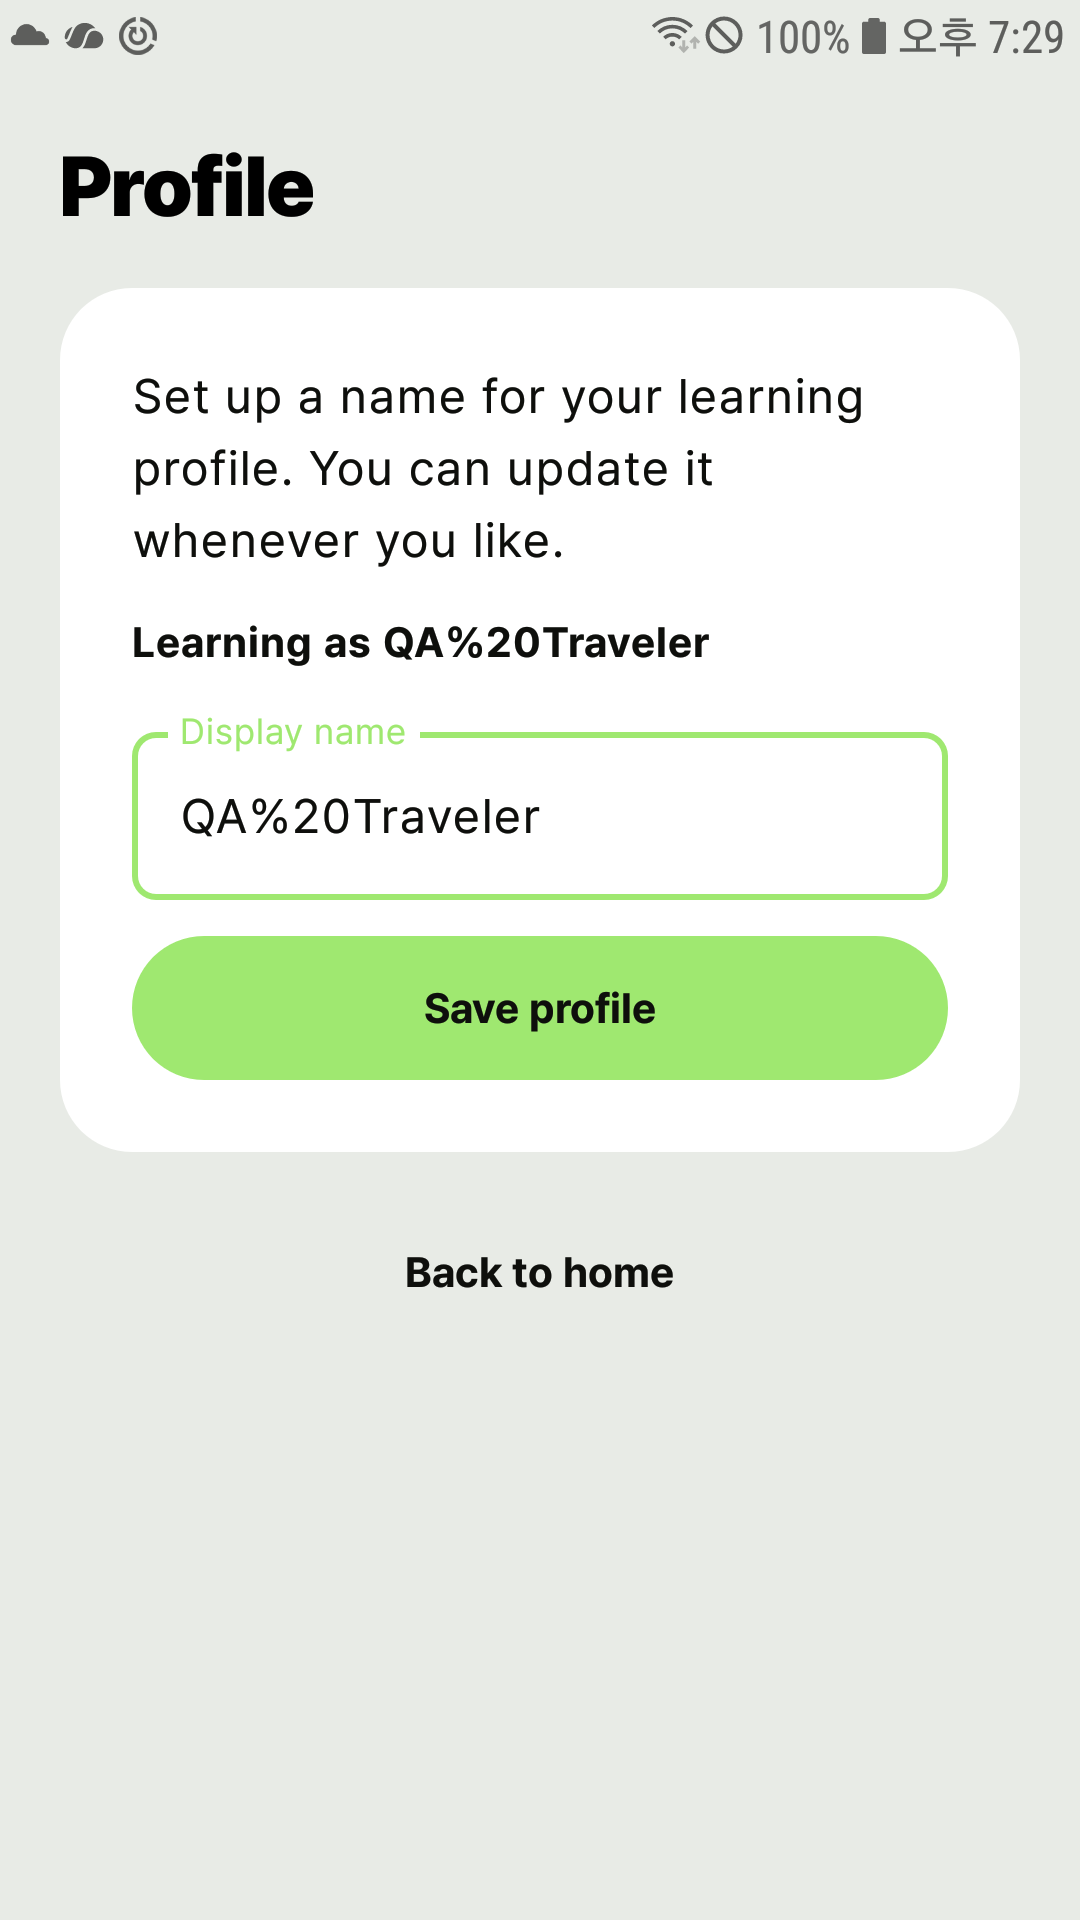 100% 오후 7:29
Profile
Set up a name for your learning
profile. You can update it
whenever you like.
Learning as QA%20Traveler
Display name
QA%20Traveler
Save profile
Back to home